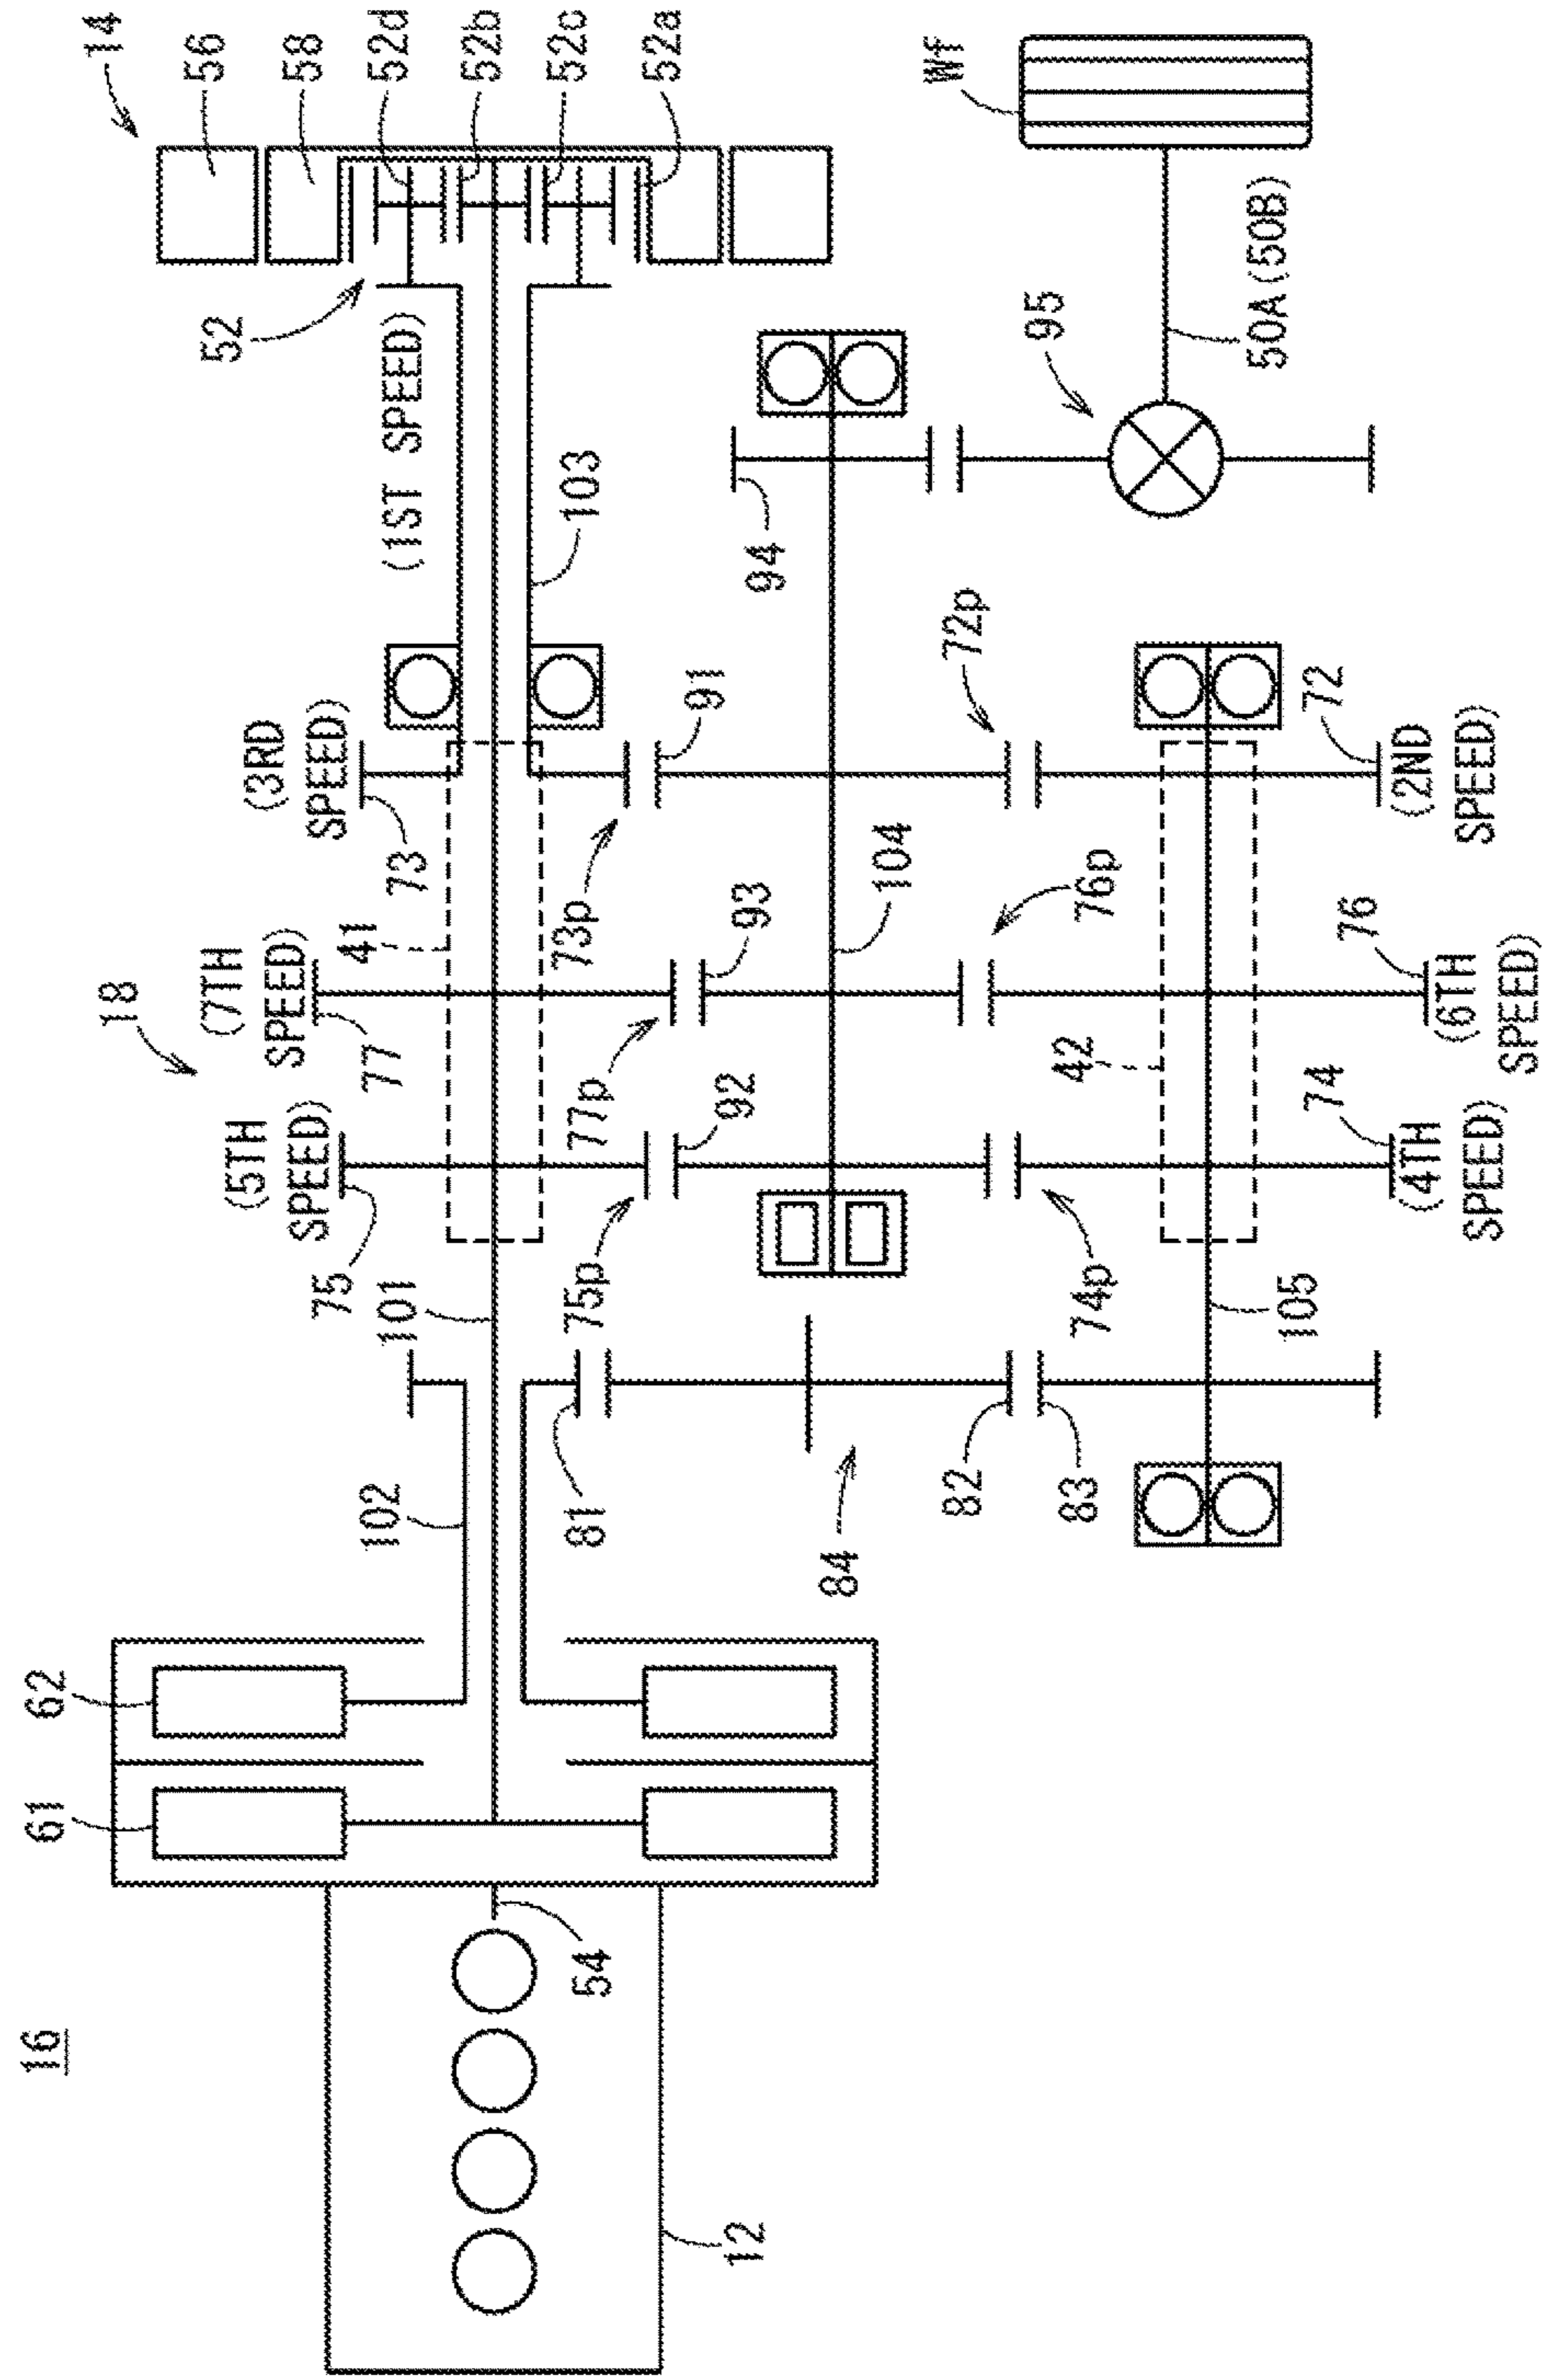 16
12
54
61
62
102
101
81
84
82
83
105
18
(5TH
SPEED)
75
75p
92
74p
74
(4TH
SPEED)
(7TH
SPEED)
77
77p
93
41
42
104
76p
76
(6TH
SPEED)
(3RD
SPEED)
73
73p
91
72p
72
(2ND
SPEED)
(1ST SPEED)
103
94
95
50A(50B)
Wf
52
14
56
58
52d
52b
52c
52a